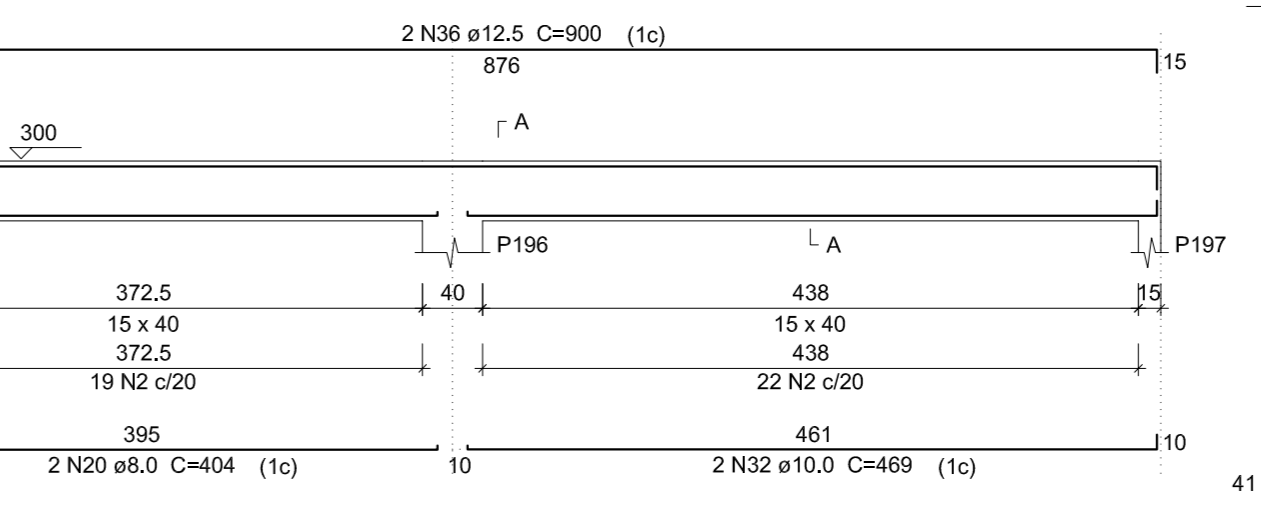 2 N36 ø12.5 C=900 (1c)
876
15
A
300
P196
A
P197
372.5
40
438
15
15 x 40
15 x 40
372.5
438
19 N2 c/20
22 N2 c/20
395
461
10
2 N20 ø8.0 C=404 (1c)
10
2 N32 ø10.0 C=469 (1c)
41